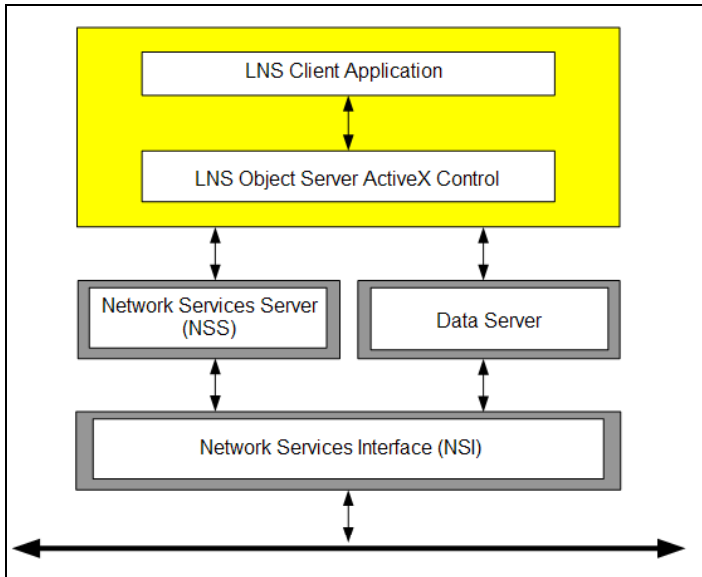 LNS Client Application
LNS Object Server ActiveX Control
Network Services Server
(NSS)
Data Server
Network Services Interface (NSI)